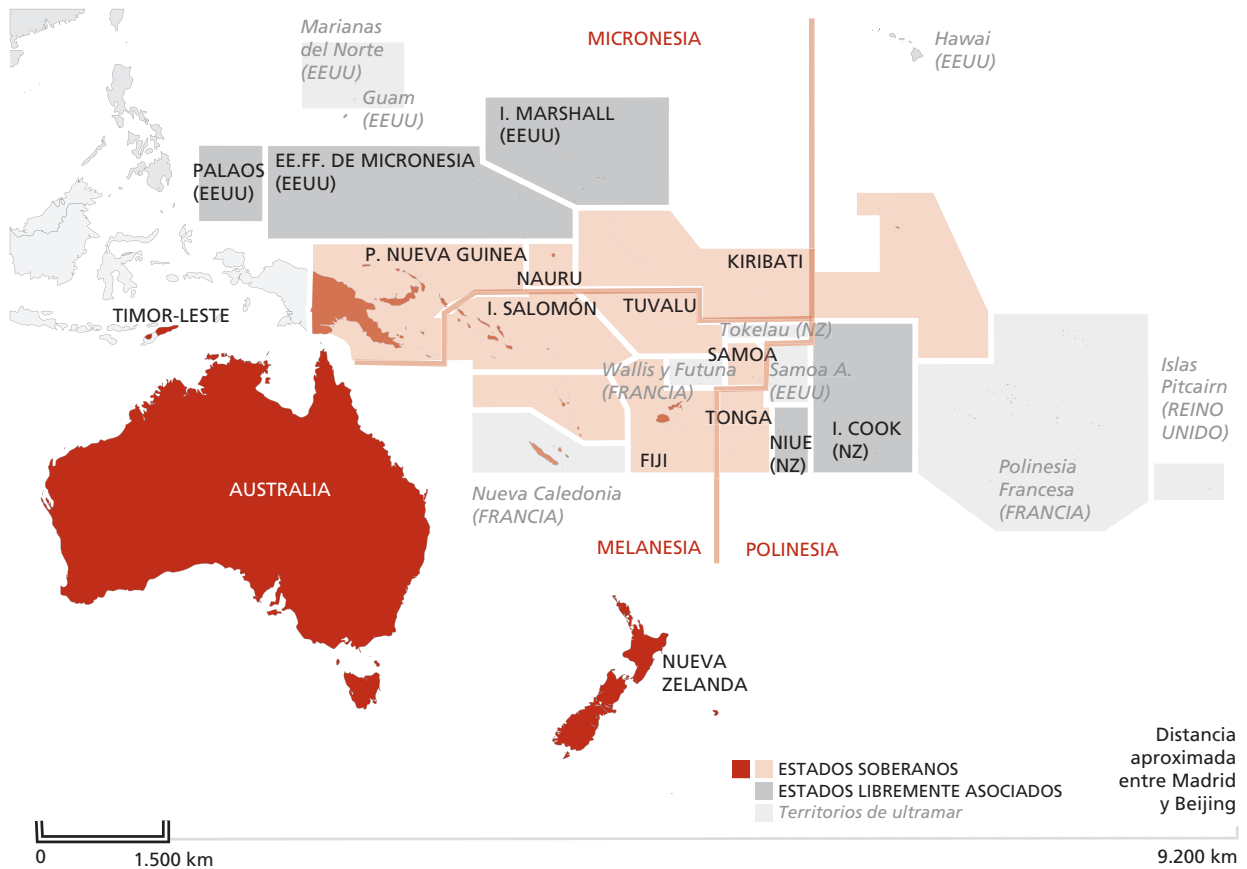 Marianas
del Norte
(EEUU)
MICRONESIA
Hawai
(EEUU)
Guam
(EEUU)
I. MARSHALL
(EEUU)
PALAOS
(EEUU)
EE.FF. DE MICRONESIA
(EEUU)
P. NUEVA GUINEA
NAURU
KIRIBATI
TIMOR-LESTE
I. SALOMÓN
TUVALU
Tokelau (NZ)
SAMOA
Wallis y Futuna
(FRANCIA)
Samoa A.
(EEUU)
Islas
Pitcairn
(REINO
UNIDO)
TONGA
NIUE
(NZ)
I. COOK
(NZ)
FIJI
AUSTRALIA
Nueva Caledonia
(FRANCIA)
Polinesia
Francesa
(FRANCIA)
MELANESIA
POLINESIA
NUEVA
ZELANDA
Distancia
aproximada
entre Madrid
y Beijing
ESTADOS SOBERANOS
ESTADOS LIBREMENTE ASOCIADOS
Territorios de ultramar
0
1.500 km
9.200 km